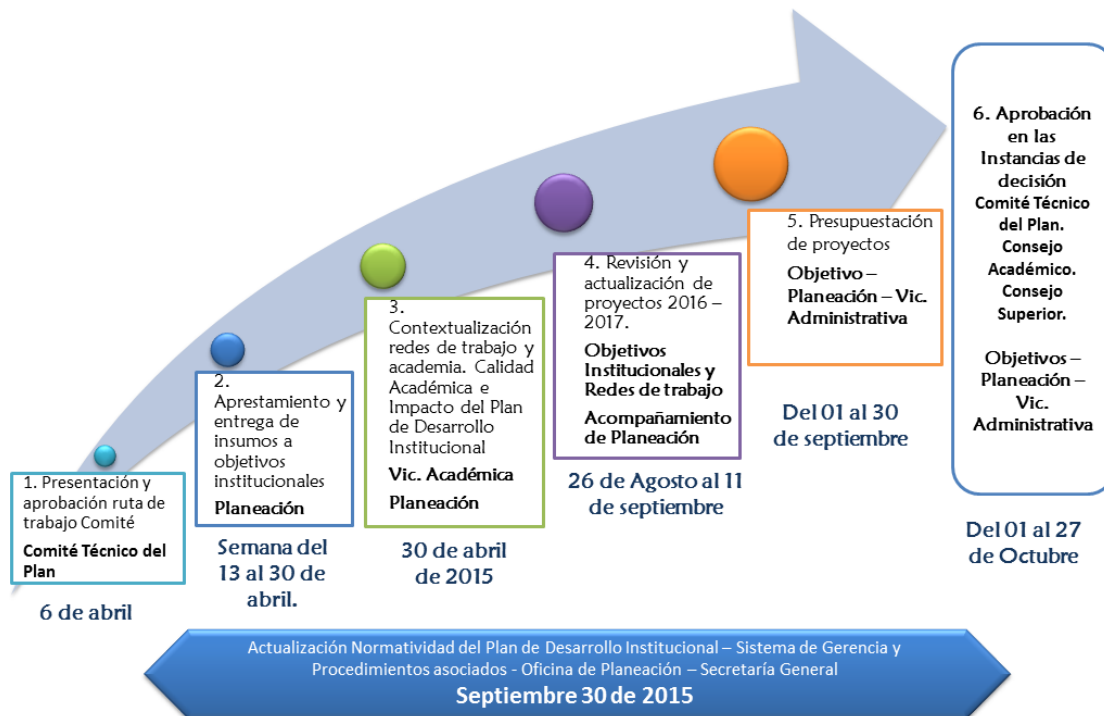 1. Presentación y
aprobación ruta de
trabajo Comité
Comité Técnico del
Plan
6 de abril
2.
Aprestamiento y
entrega de
insumos a
objetivos
institucionales
Planeación
Semana del
13 al 30 de
abril.
3.
Contextualización
redes de trabajo y
academia. Calidad
Académica e
Impacto del Plan
de Desarrollo
Institucional
Vic. Académica
Planeación
30 de abril
de 2015
4. Revisión y
actualización de
proyectos 2016 –
2017.
Objetivos
Institucionales y
Redes de trabajo
Acompañamiento
de Planeación
26 de Agosto al 11
de septiembre
5. Presupuestación
de proyectos
Objetivo –
Planeación – Vic.
Administrativa
Del 01 al 30
de septiembre
6. Aprobación
en las
Instancias de
decisión
Comité Técnico
del Plan.
Consejo
Académico.
Consejo
Superior.
Objetivos –
Planeación –
Vic.
Administrativa
Del 01 al 27
de Octubre
Actualización Normatividad del Plan de Desarrollo Institucional – Sistema de Gerencia y
Procedimientos asociados - Oficina de Planeación – Secretaría General
Septiembre 30 de 2015